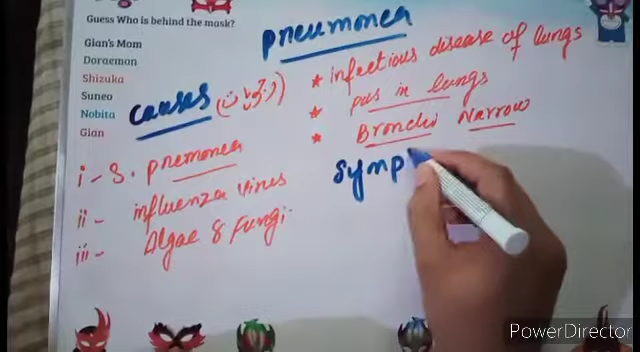 Guess Who is behind the mask?
Gian's Mom
Doraemon
Shizuka
Suneo
Nobita
Gian
pneumonea
* infectious disease of lungs
* pus in lungs
* Bronchi Narrow
Causes
i - S. pnemonea
ii - influenza virus
iii - Algae & Fungi
Symp
PowerDirector